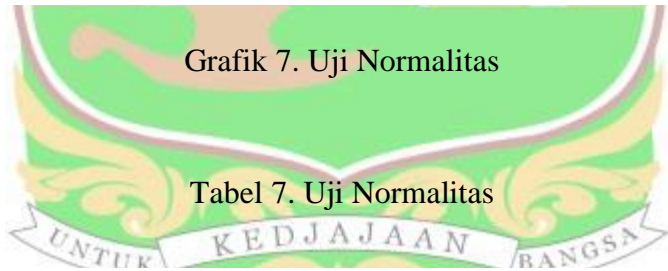 Grafik 7. Uji Normalitas
Tabel 7. Uji Normalitas
UNTUK KEDJAJAAN BANGSA